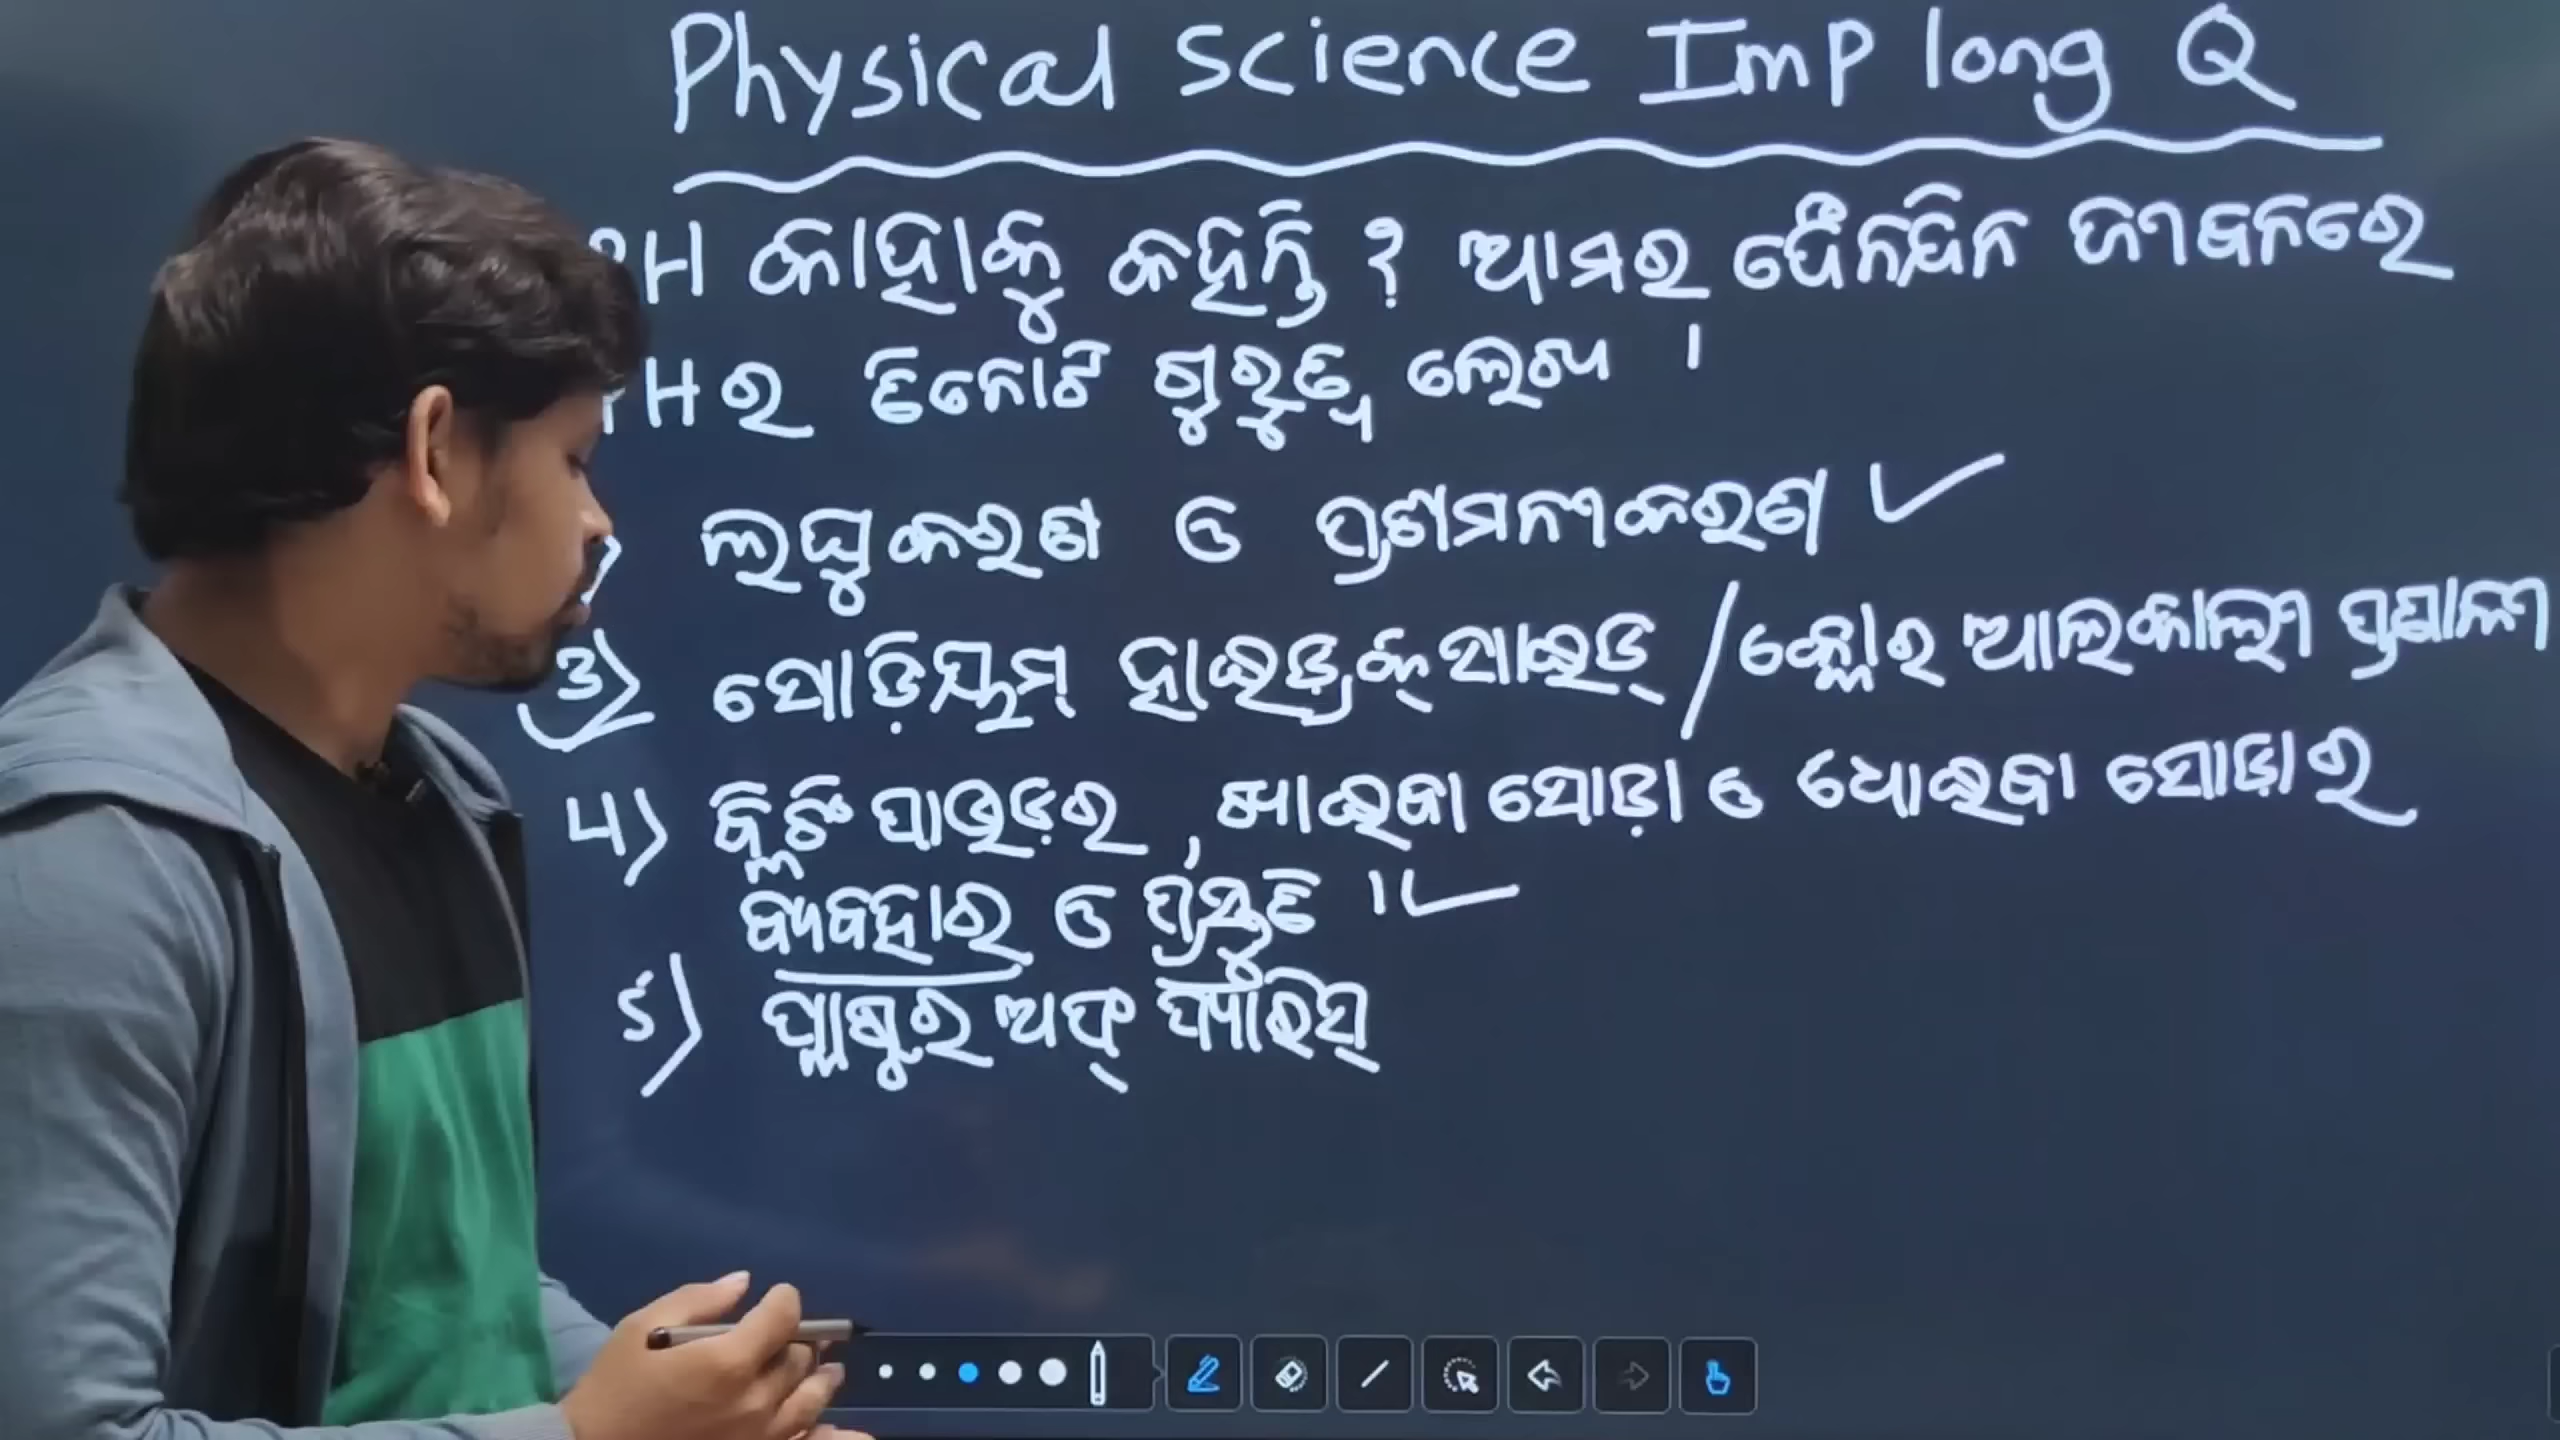 Physical Science Imp long Q
PH କାହାକୁ କହନ୍ତି ? ଆମର ଦୈନନ୍ଦିନ ଜୀବନରେ
PHର ତିନୋଟି ଗୁରୁତ୍ୱ ଲେଖ ।
ଲଘୁକରଣ ଓ ପ୍ରଶମନୀକରଣ
3) ସୋଡ଼ିୟମ୍ ହାଇଡ୍ରକ୍ସାଇଡ୍ / କ୍ଲୋର ଆଲକାଲୀ ପ୍ରଣାଳୀ
4) ବ୍ଲିଚିଂ ପାଉଡ଼ର , ଖାଇବା ସୋଡ଼ା ଓ ଧୋଇବା ସୋଡ଼ାର
ବ୍ୟବହାର ଓ ପ୍ରସ୍ତୁତି ।
5) ପ୍ଲାଷ୍ଟର ଅଫ୍ ପ୍ୟାରିସ୍